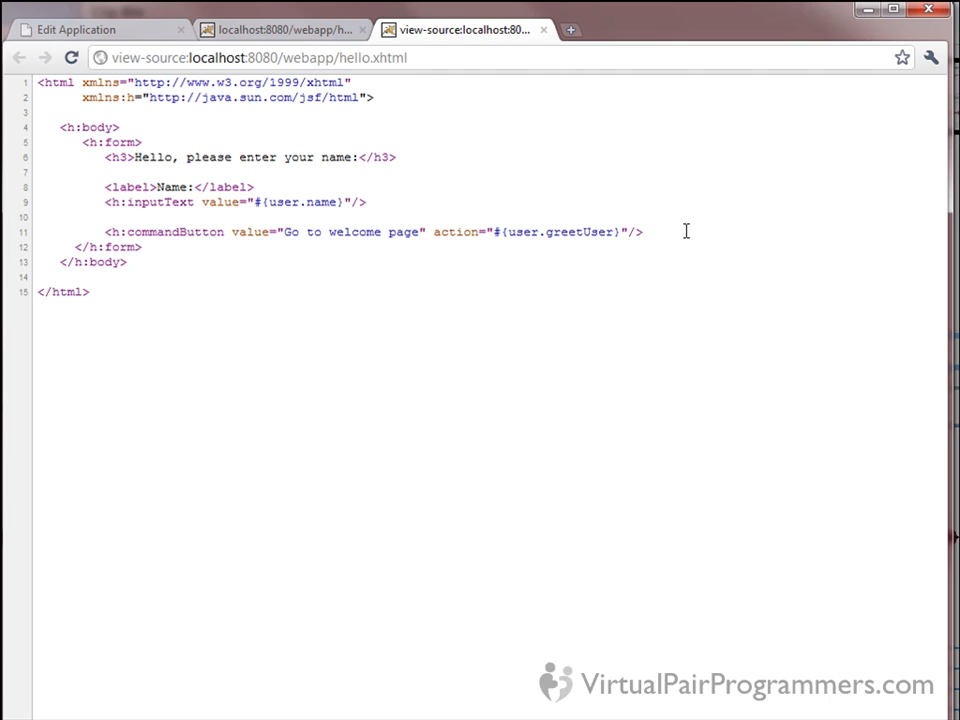 Edit Application
localhost:8080/webapp/h...
view-source:localhost:80...
view-source:localhost:8080/webapp/hello.xhtml
1 <html xmlns="http://www.w3.org/1999/xhtml"
2 xmlns:h="http://java.sun.com/jsf/html">
3
4 <h:body>
5 <h:form>
6 <h3>Hello, please enter your name:</h3>
7
8 <label>Name:</label>
9 <h:inputText value="#{user.name}"/>
10
11 <h:commandButton value="Go to welcome page" action="#{user.greetUser}"/>
12 </h:form>
13 </h:body>
14
15 </html>
VirtualPairProgrammers.com